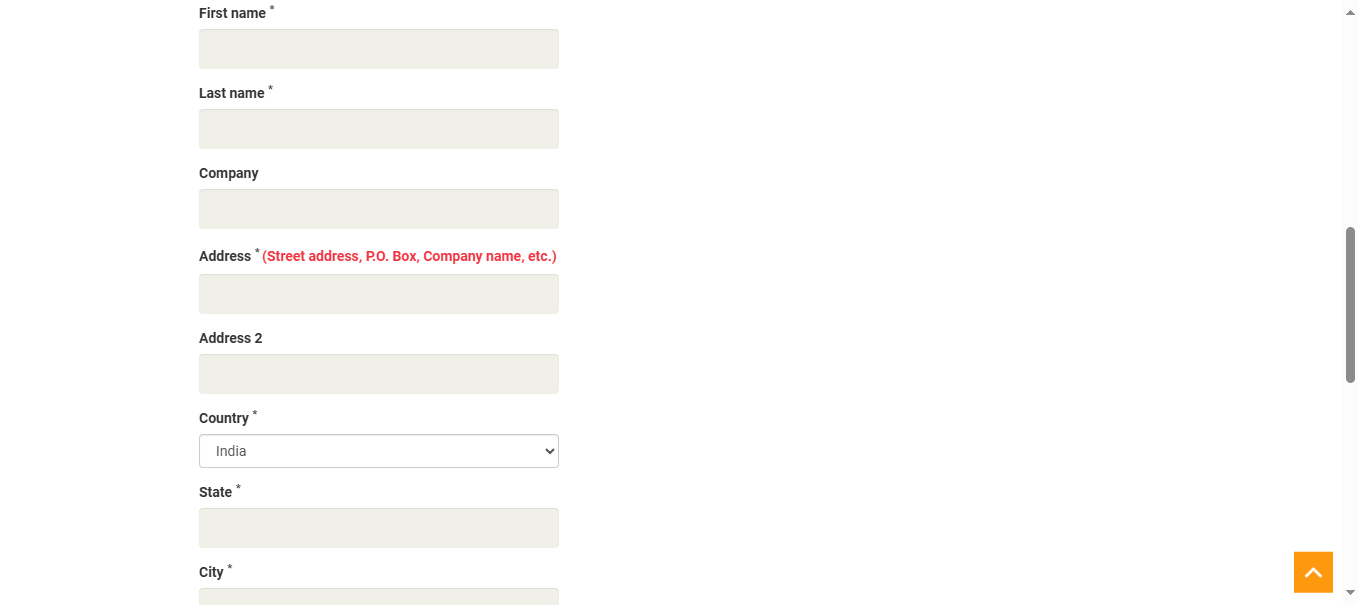 First name *
Last name *
Company
Address * (Street address, P.O. Box, Company name, etc.)
Address 2
Country *
India
State *
City *